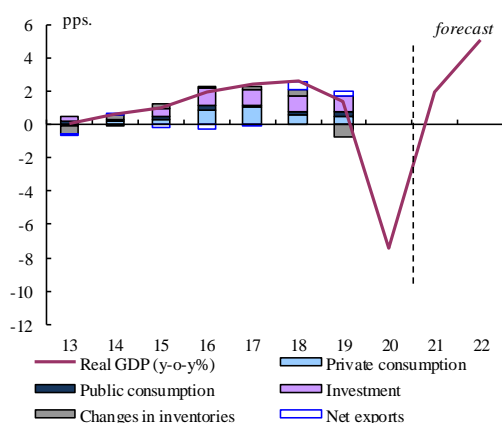 pps.
forecast
6
4
2
0
-2
-4
-6
-8
-10
-12
13 14 15 16 17 18 19 20 21 22
Real GDP (y-o-y%) Private consumption
Public consumption Investment
Changes in inventories Net exports